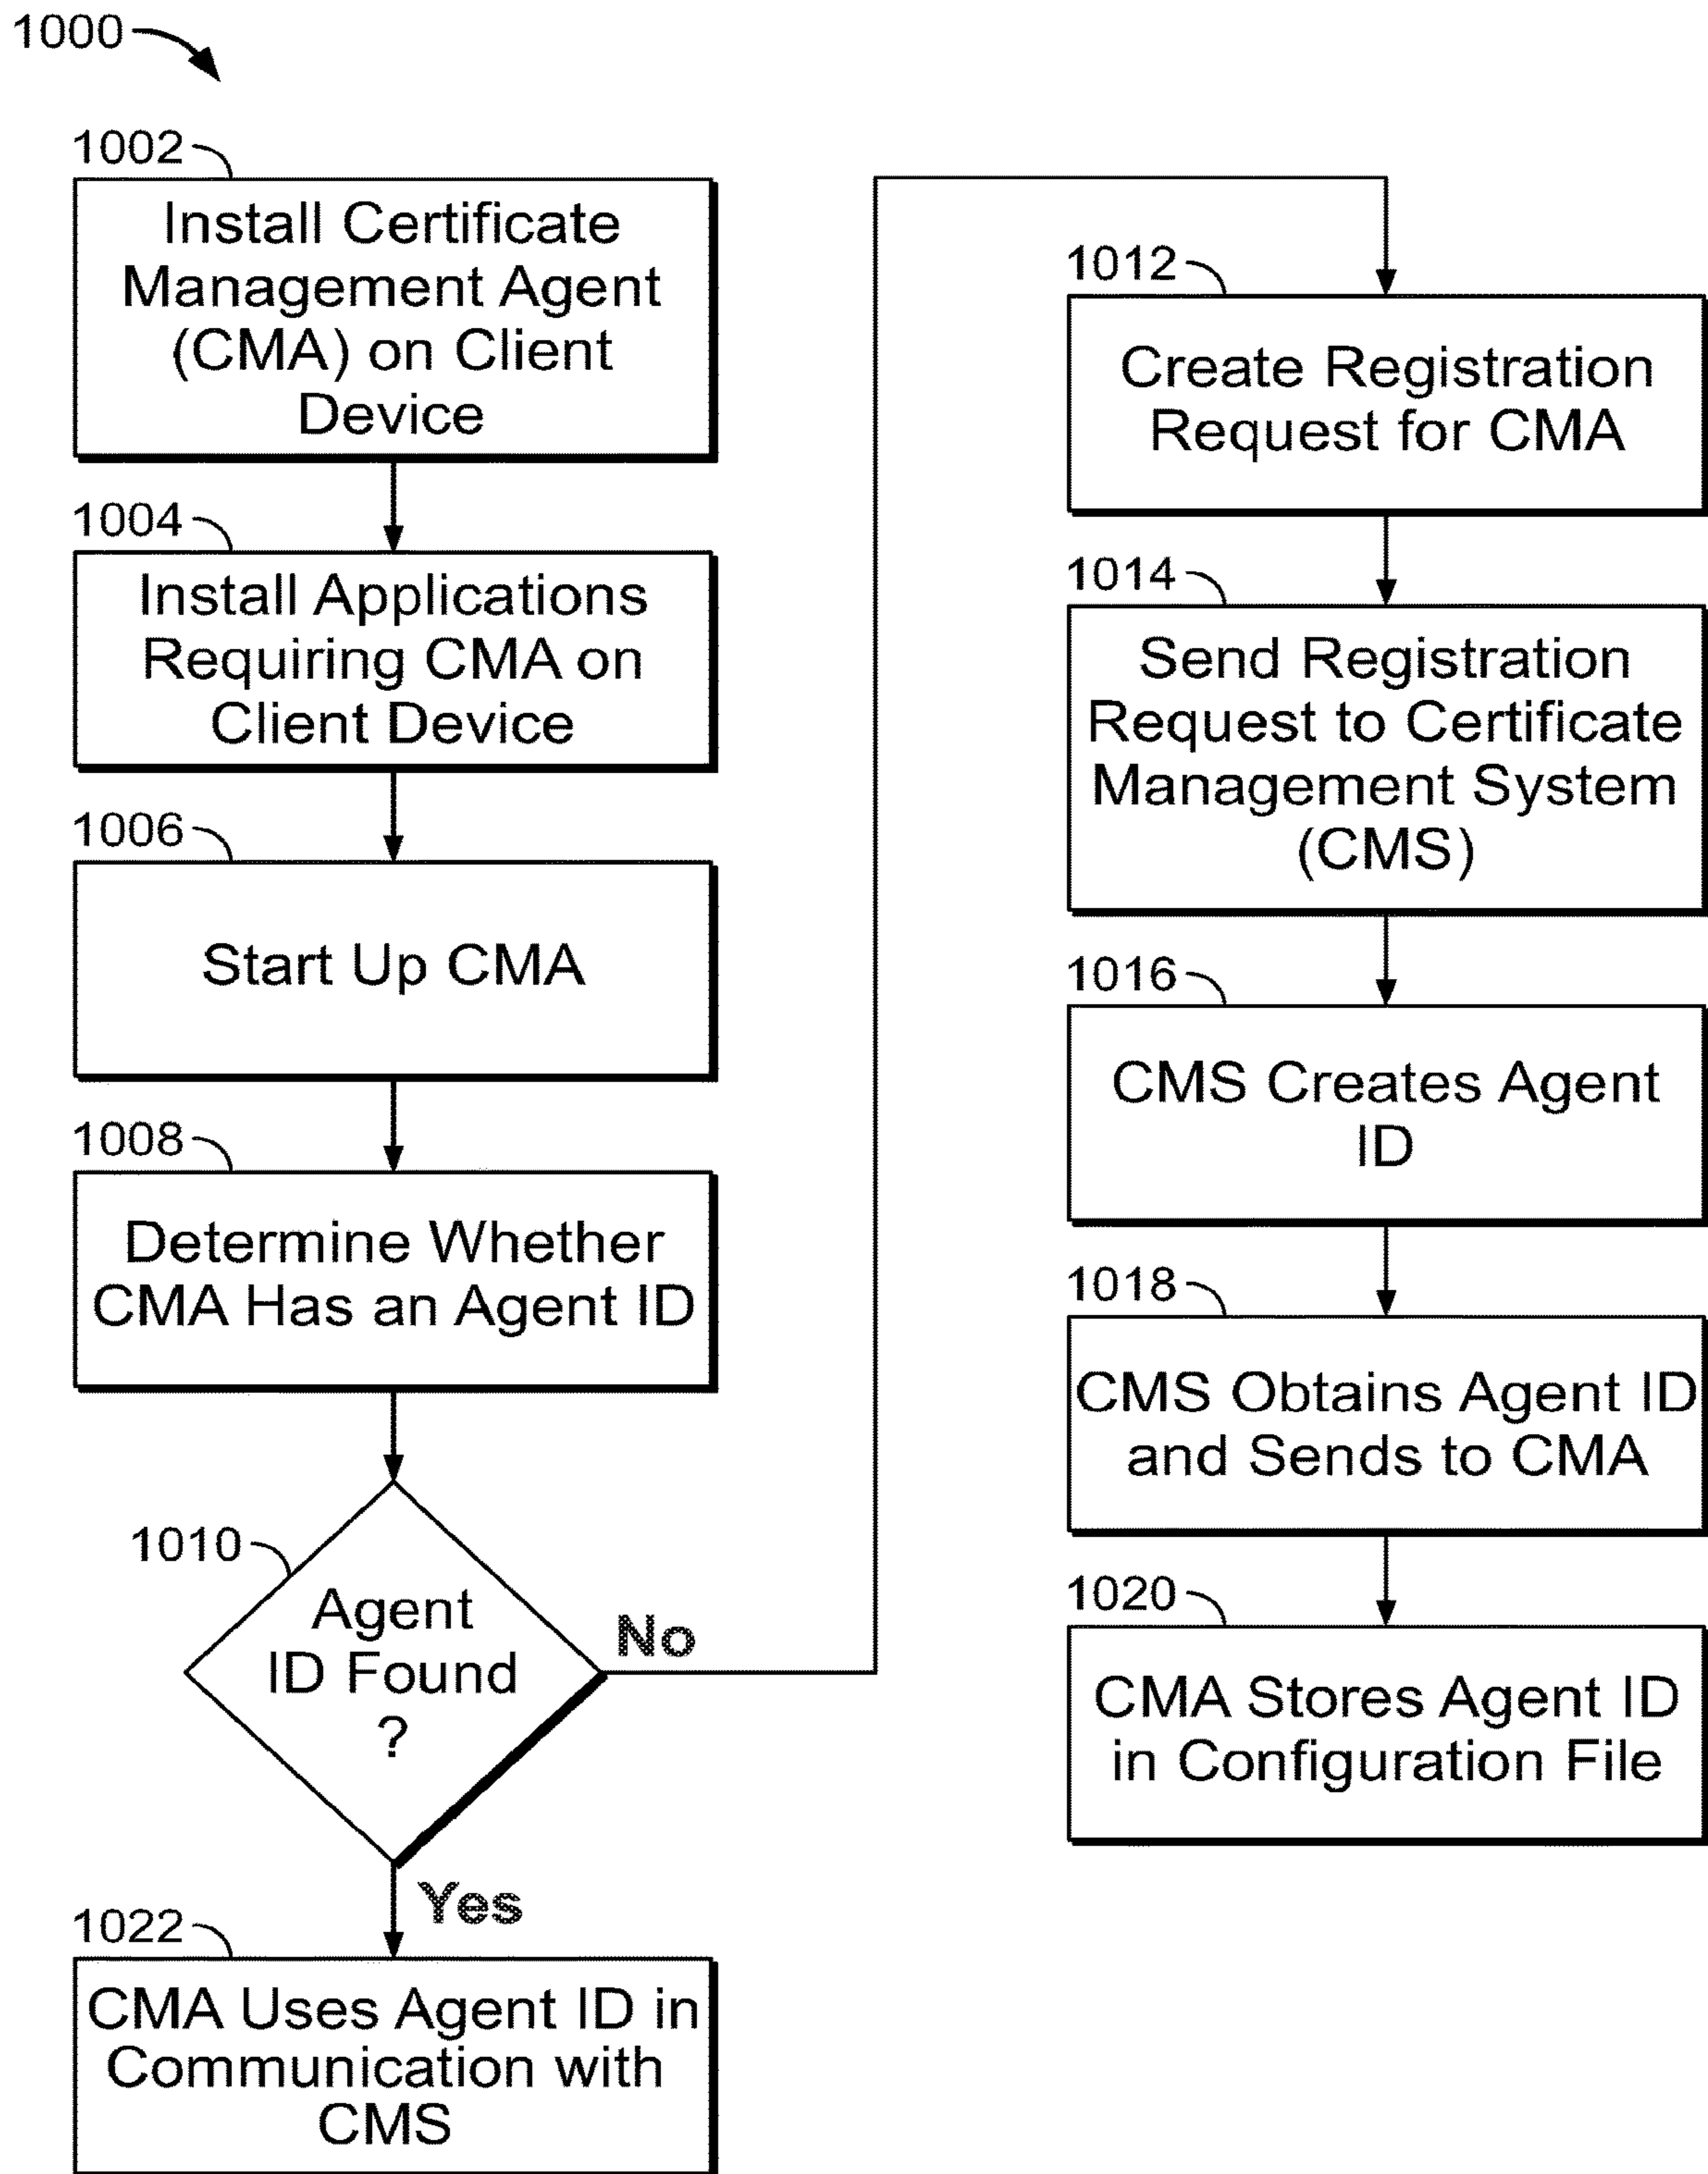 1000
1002
Install Certificate
Management Agent
(CMA) on Client
Device
1004
Install Applications
Requiring CMA on
Client Device
1006
Start Up CMA
1008
Determine Whether
CMA Has an Agent ID
1010
Agent
ID Found
?
No
Yes
1022
CMA Uses Agent ID in
Communication with
CMS
1012
Create Registration
Request for CMA
1014
Send Registration
Request to Certificate
Management System
(CMS)
1016
CMS Creates Agent
ID
1018
CMS Obtains Agent ID
and Sends to CMA
1020
CMA Stores Agent ID
in Configuration File